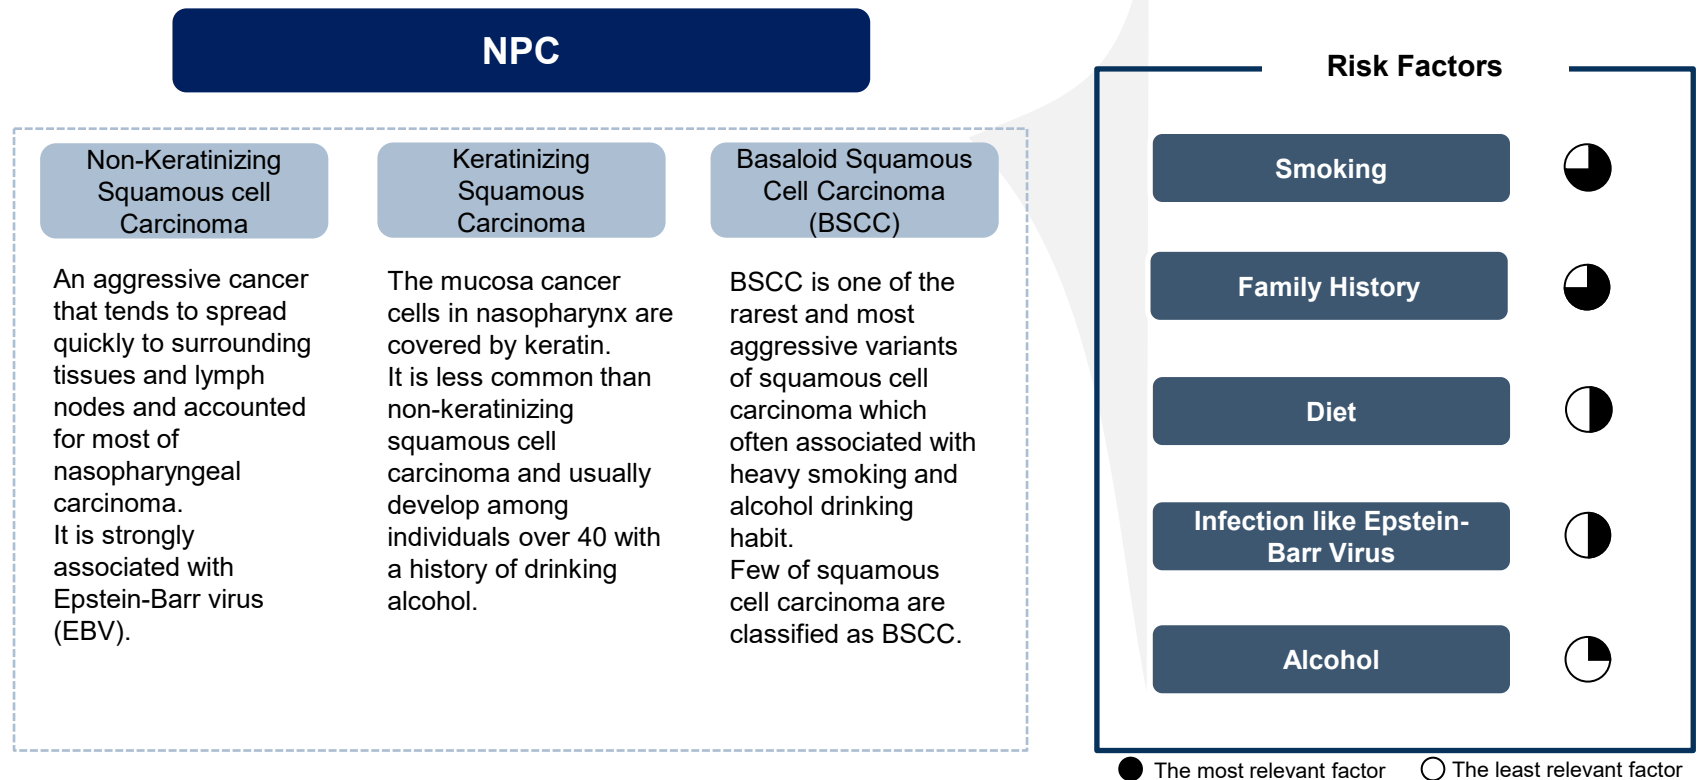 NPC
Non-Keratinizing
Squamous cell
Carcinoma
An aggressive cancer
that tends to spread
quickly to surrounding
tissues and lymph
nodes and accounted
for most of
nasopharyngeal
carcinoma.
It is strongly
associated with
Epstein-Barr virus
(EBV).
Keratinizing
Squamous
Carcinoma
The mucosa cancer
cells in nasopharynx are
covered by keratin.
It is less common than
non-keratinizing
squamous cell
carcinoma and usually
develop among
individuals over 40 with
a history of drinking
alcohol.
Basaloid Squamous
Cell Carcinoma
(BSCC)
BSCC is one of the
rarest and most
aggressive variants
of squamous cell
carcinoma which
often associated with
heavy smoking and
alcohol drinking
habit.
Few of squamous
cell carcinoma are
classified as BSCC.
Risk Factors
Smoking
Family History
Diet
Infection like Epstein-
Barr Virus
Alcohol
The most relevant factor
The least relevant factor